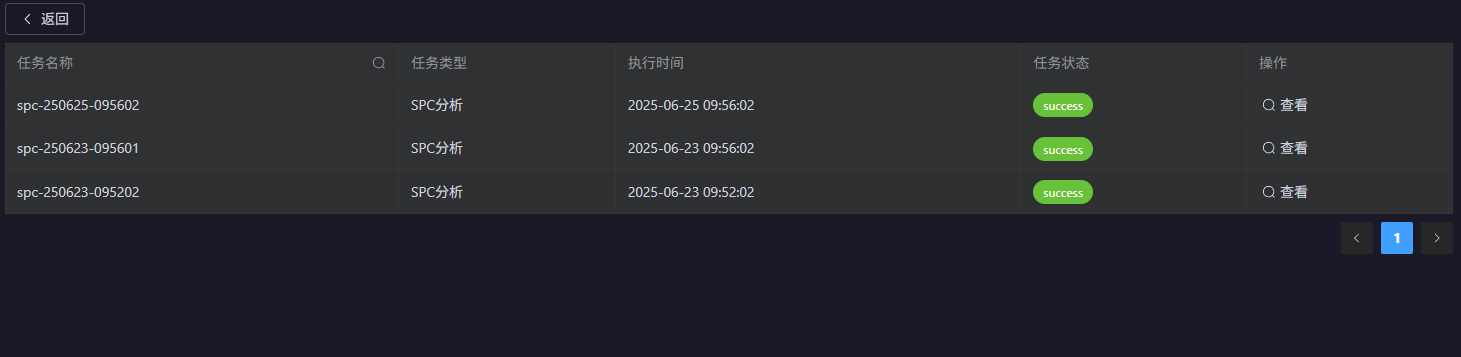 返回
任务名称 任务类型 执行时间 任务状态 操作
spc-250625-095602 SPC分析 2025-06-25 09:56:02 success 查看
spc-250623-095601 SPC分析 2025-06-23 09:56:02 success 查看
spc-250623-095202 SPC分析 2025-06-23 09:52:02 success 查看
1